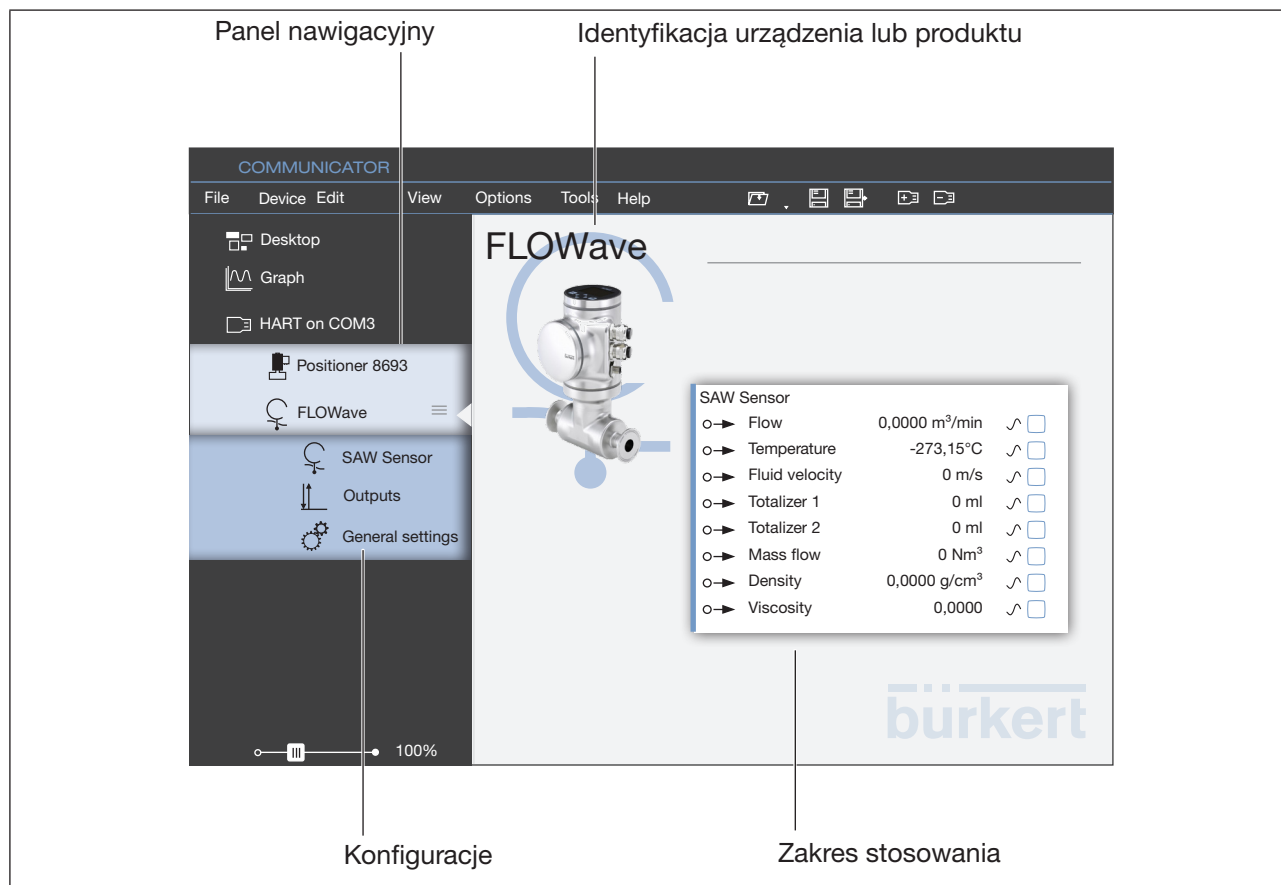 Panel nawigacyjny
Identyfikacja urządzenia lub produktu
COMMUNICATOR
File Device Edit View Options Tools Help
Desktop
Graph
HART on COM3
Positioner 8693
FLOWave
SAW Sensor
Outputs
General settings
100%
FLOWave
SAW Sensor
Flow 0,0000 m³/min
Temperature -273,15°C
Fluid velocity 0 m/s
Totalizer 1 0 ml
Totalizer 2 0 ml
Mass flow 0 Nm³
Density 0,0000 g/cm³
Viscosity 0,0000
bürkert
Konfiguracje
Zakres stosowania